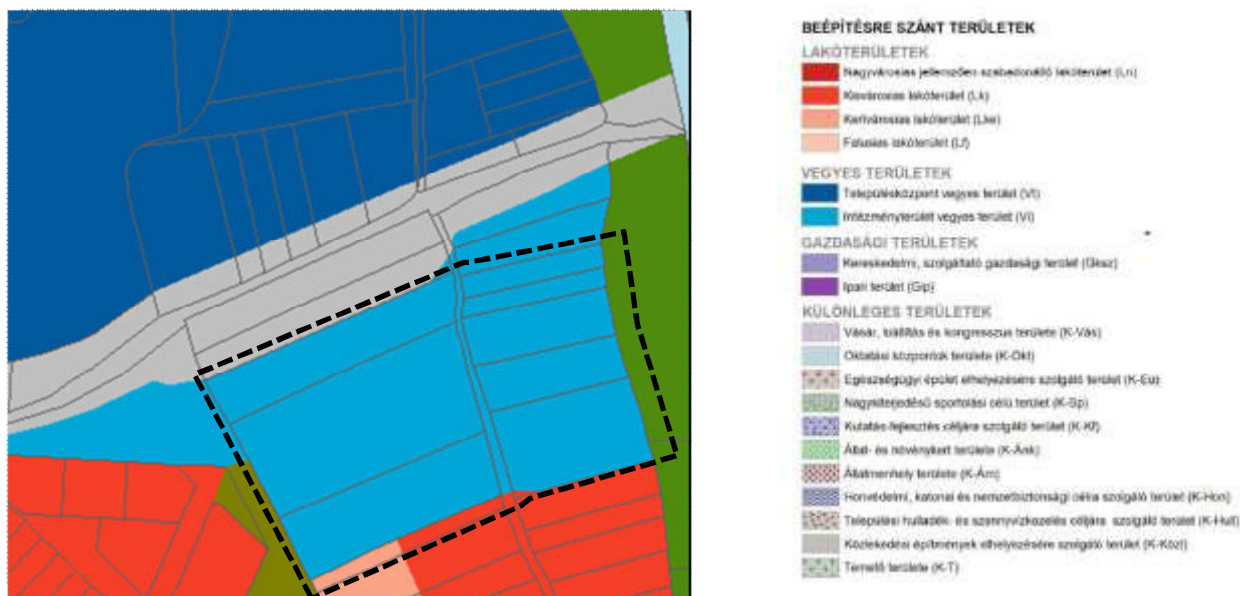 BEÉPÍTÉSRE SZÁNT TERÜLETEK
LAKÓTERÜLETEK
Nagyvárosias jellemzően szabadonálló lakóterület (Ln)
Kisvárosias lakóterület (Lk)
Kertvárosias lakóterület (Lke)
Falusias lakóterület (Lf)
VEGYES TERÜLETEK
Településközpont vegyes terület (Vt)
Intézményterület vegyes terület (Vi)
GAZDASÁGI TERÜLETEK
Kereskedelmi, szolgáltató gazdasági terület (Gksz)
Ipari terület (Gip)
KÜLÖNLEGES TERÜLETEK
Vásár, kiállítás és kongresszus területe (K-Vás)
Oktatási központok területe (K-Okt)
Egészségügyi épület elhelyezésére szolgáló terület (K-Eü)
Nagykiterjedésű sportolási célú terület (K-Sp)
Kutatás-fejlesztés céljára szolgáló terület (K-Kf)
Állat- és növénykert területe (K-Ánk)
Állatmenhely területe (K-Ám)
Honvédelmi, katonai és nemzetbiztonsági célra szolgáló terület (K-Hon)
Települési hulladék- és szennyvízkezelés céljára szolgáló terület (K-Hull)
Közlekedési építmények elhelyezésére szolgáló terület (K-Közl)
Temető területe (K-T)